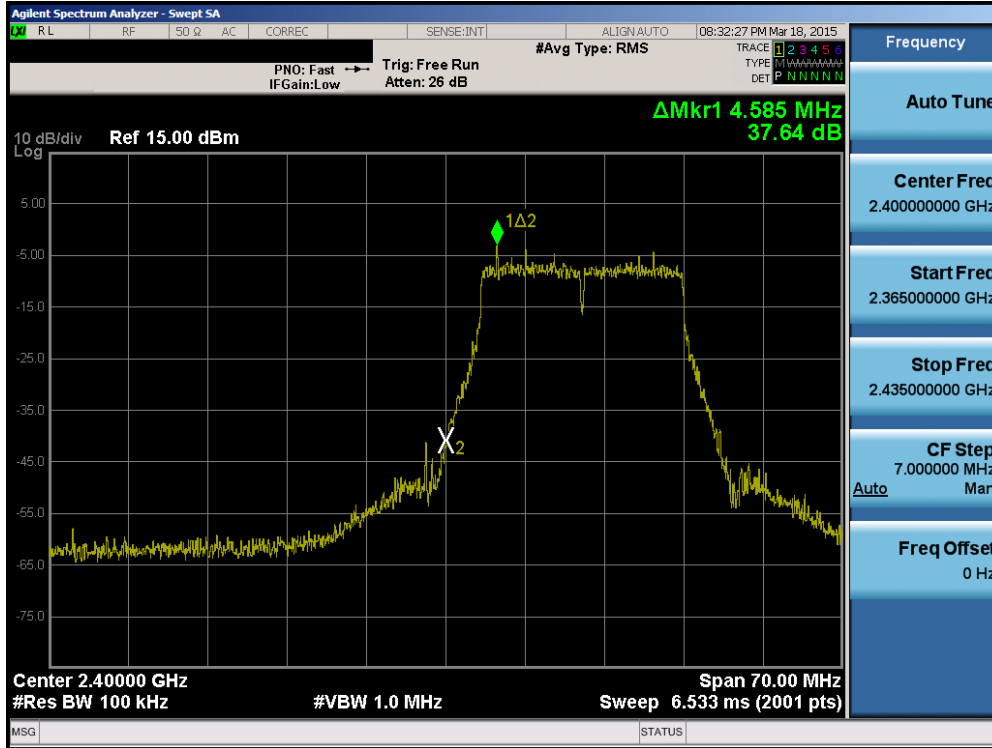 Agilent Spectrum Analyzer - Swept SA
LXI RL RF 50 Ω AC CORREC SENSE:INT ALIGN AUTO 08:32:27 PM Mar 18, 2015
#Avg Type: RMS
TRACE 1 2 3 4 5 6
PNO: Fast Trig: Free Run
TYPE M WWWWW
IFGain:Low Atten: 26 dB
DET P N N N N N
ΔMkr1 4.585 MHz
37.64 dB
10 dB/div Ref 15.00 dBm
Log
5.00
-5.00
-15.0
-25.0
-35.0
-45.0
-55.0
-65.0
-75.0
1Δ2
X2
Center 2.40000 GHz Span 70.00 MHz
#Res BW 100 kHz #VBW 1.0 MHz Sweep 6.533 ms (2001 pts)
MSG STATUS
Frequency
Auto Tune
Center Freq
2.400000000 GHz
Start Freq
2.365000000 GHz
Stop Freq
2.435000000 GHz
CF Step
7.000000 MHz
Auto Man
Freq Offset
0 Hz